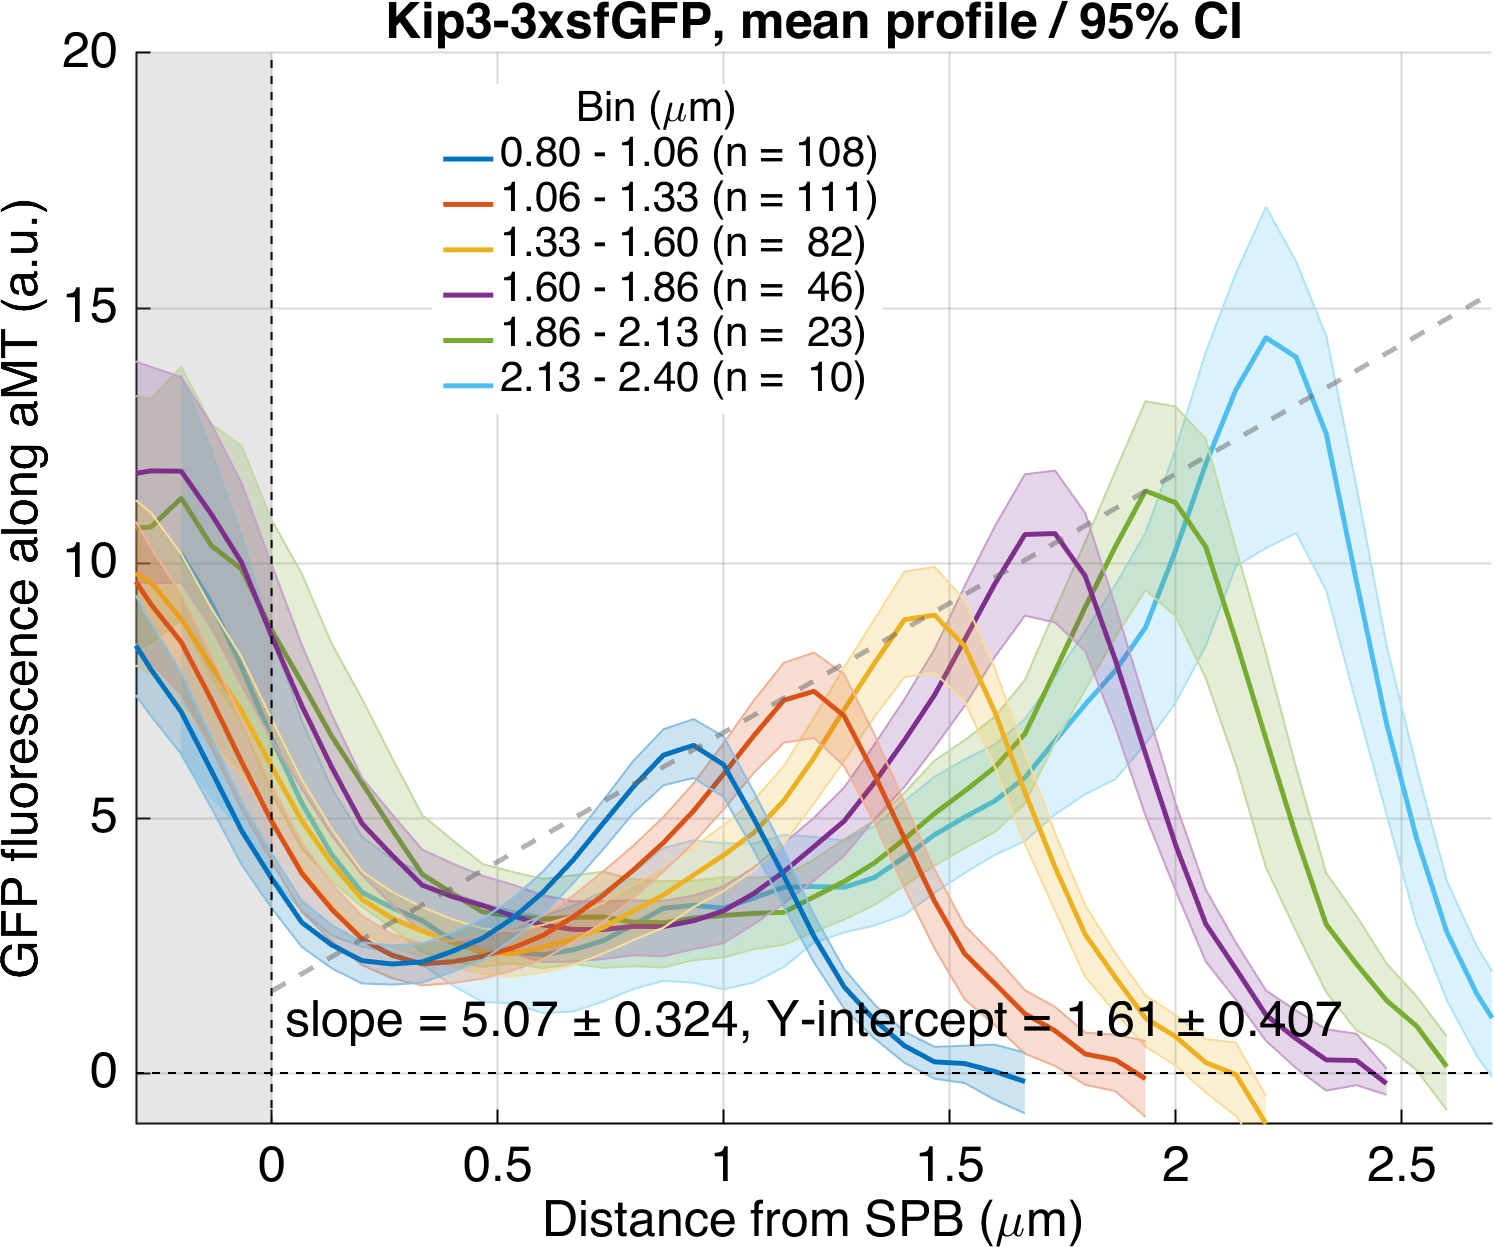 Kip3-3xsfGFP, mean profile / 95% CI
GFP fluorescence along aMT (a.u.)
20
15
10
5
0
Bin (μm)
0.80 - 1.06 (n = 108)
1.06 - 1.33 (n = 111)
1.33 - 1.60 (n = 82)
1.60 - 1.86 (n = 46)
1.86 - 2.13 (n = 23)
2.13 - 2.40 (n = 10)
slope = 5.07 ± 0.324, Y-intercept = 1.61 ± 0.407
0 0.5 1 1.5 2 2.5
Distance from SPB (μm)